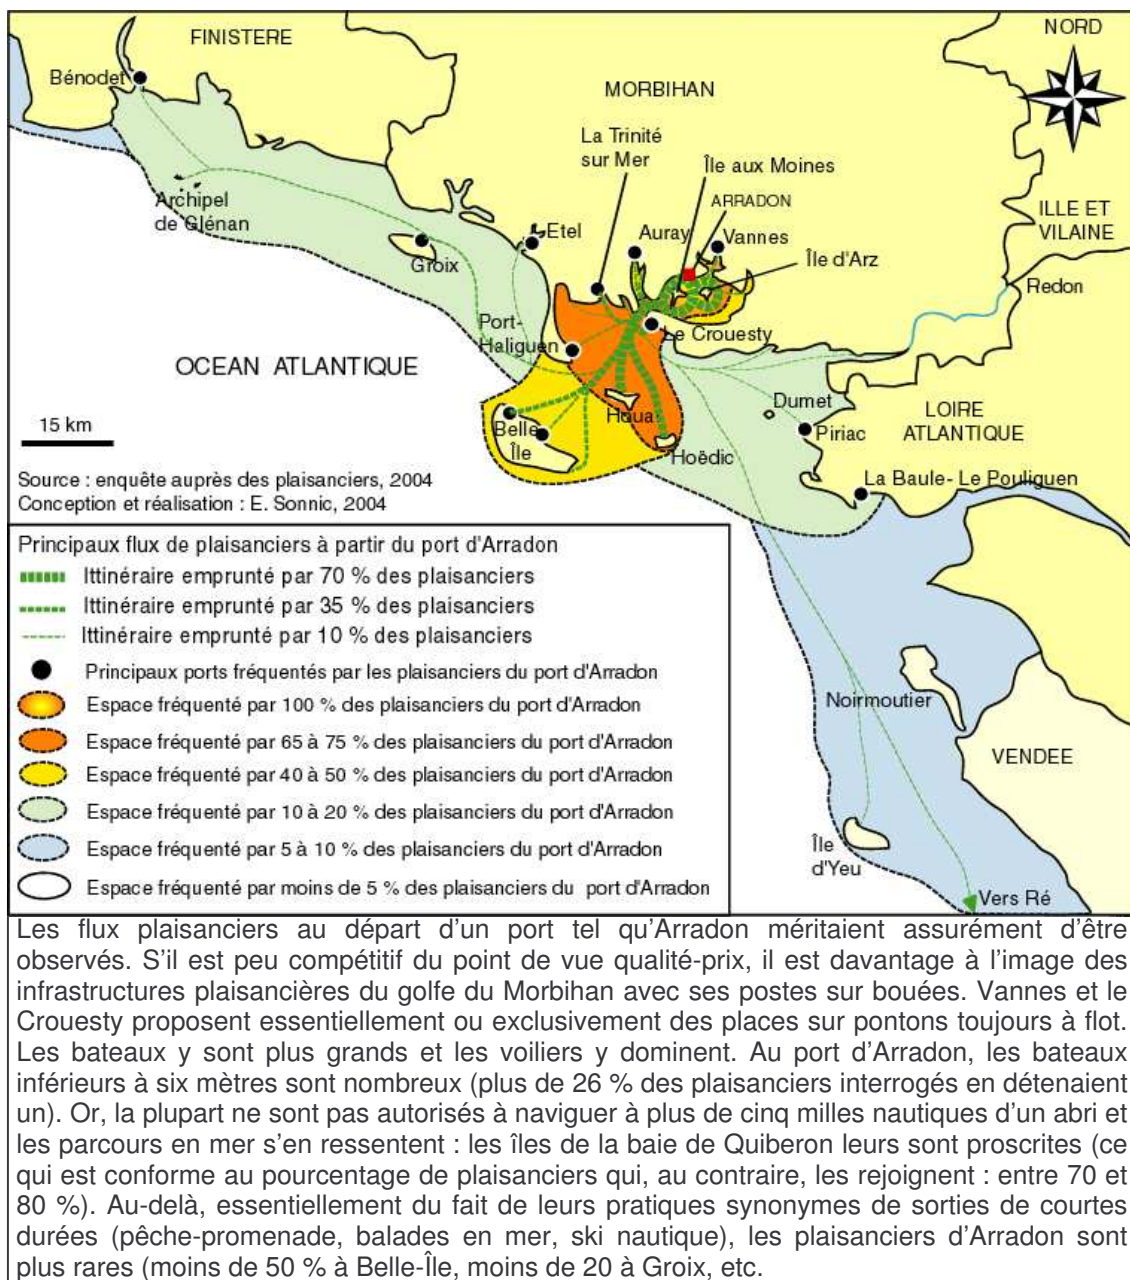 FINISTERE
NORD
Bénodet
MORBIHAN
La Trinité
sur Mer
Île aux Moines
ARRADON
Archipel
de Glénan
Etel
Auray
Vannes
ILLE ET
VILAINE
Île d'Arz
Groix
Redon
Port-
Haliguen
Le Crouesty
OCEAN ATLANTIQUE
Dumet
LOIRE
ATLANTIQUE
15 km
Belle
Île
Houat
Piriac
Hoëdic
La Baule- Le Pouliguen
Source : enquête auprès des plaisanciers, 2004
Conception et réalisation : E. Sonnic, 2004
Principaux flux de plaisanciers à partir du port d'Arradon
Ittinéraire emprunté par 70 % des plaisanciers
Ittinéraire emprunté par 35 % des plaisanciers
Ittinéraire emprunté par 10 % des plaisanciers
Principaux ports fréquentés par les plaisanciers du port d'Arradon
Espace fréquenté par 100 % des plaisanciers du port d'Arradon
Espace fréquenté par 65 à 75 % des plaisanciers du port d'Arradon
Espace fréquenté par 40 à 50 % des plaisanciers du port d'Arradon
Espace fréquenté par 10 à 20 % des plaisanciers du port d'Arradon
Espace fréquenté par 5 à 10 % des plaisanciers du port d'Arradon
Espace fréquenté par moins de 5 % des plaisanciers du port d'Arradon
Noirmoutier
VENDEE
Île
d'Yeu
Vers Ré
Les flux plaisanciers au départ d'un port tel qu'Arradon méritaient assurément d'être
observés. S'il est peu compétitif du point de vue qualité-prix, il est davantage à l'image des
infrastructures plaisancières du golfe du Morbihan avec ses postes sur bouées. Vannes et le
Crouesty proposent essentiellement ou exclusivement des places sur pontons toujours à flot.
Les bateaux y sont plus grands et les voiliers y dominent. Au port d'Arradon, les bateaux
inférieurs à six mètres sont nombreux (plus de 26 % des plaisanciers interrogés en détenaient
un). Or, la plupart ne sont pas autorisés à naviguer à plus de cinq milles nautiques d'un abri et
les parcours en mer s'en ressentent : les îles de la baie de Quiberon leurs sont proscrites (ce
qui est conforme au pourcentage de plaisanciers qui, au contraire, les rejoignent : entre 70 et
80 %). Au-delà, essentiellement du fait de leurs pratiques synonymes de sorties de courtes
durées (pêche-promenade, balades en mer, ski nautique), les plaisanciers d'Arradon sont
plus rares (moins de 50 % à Belle-Île, moins de 20 à Groix, etc.